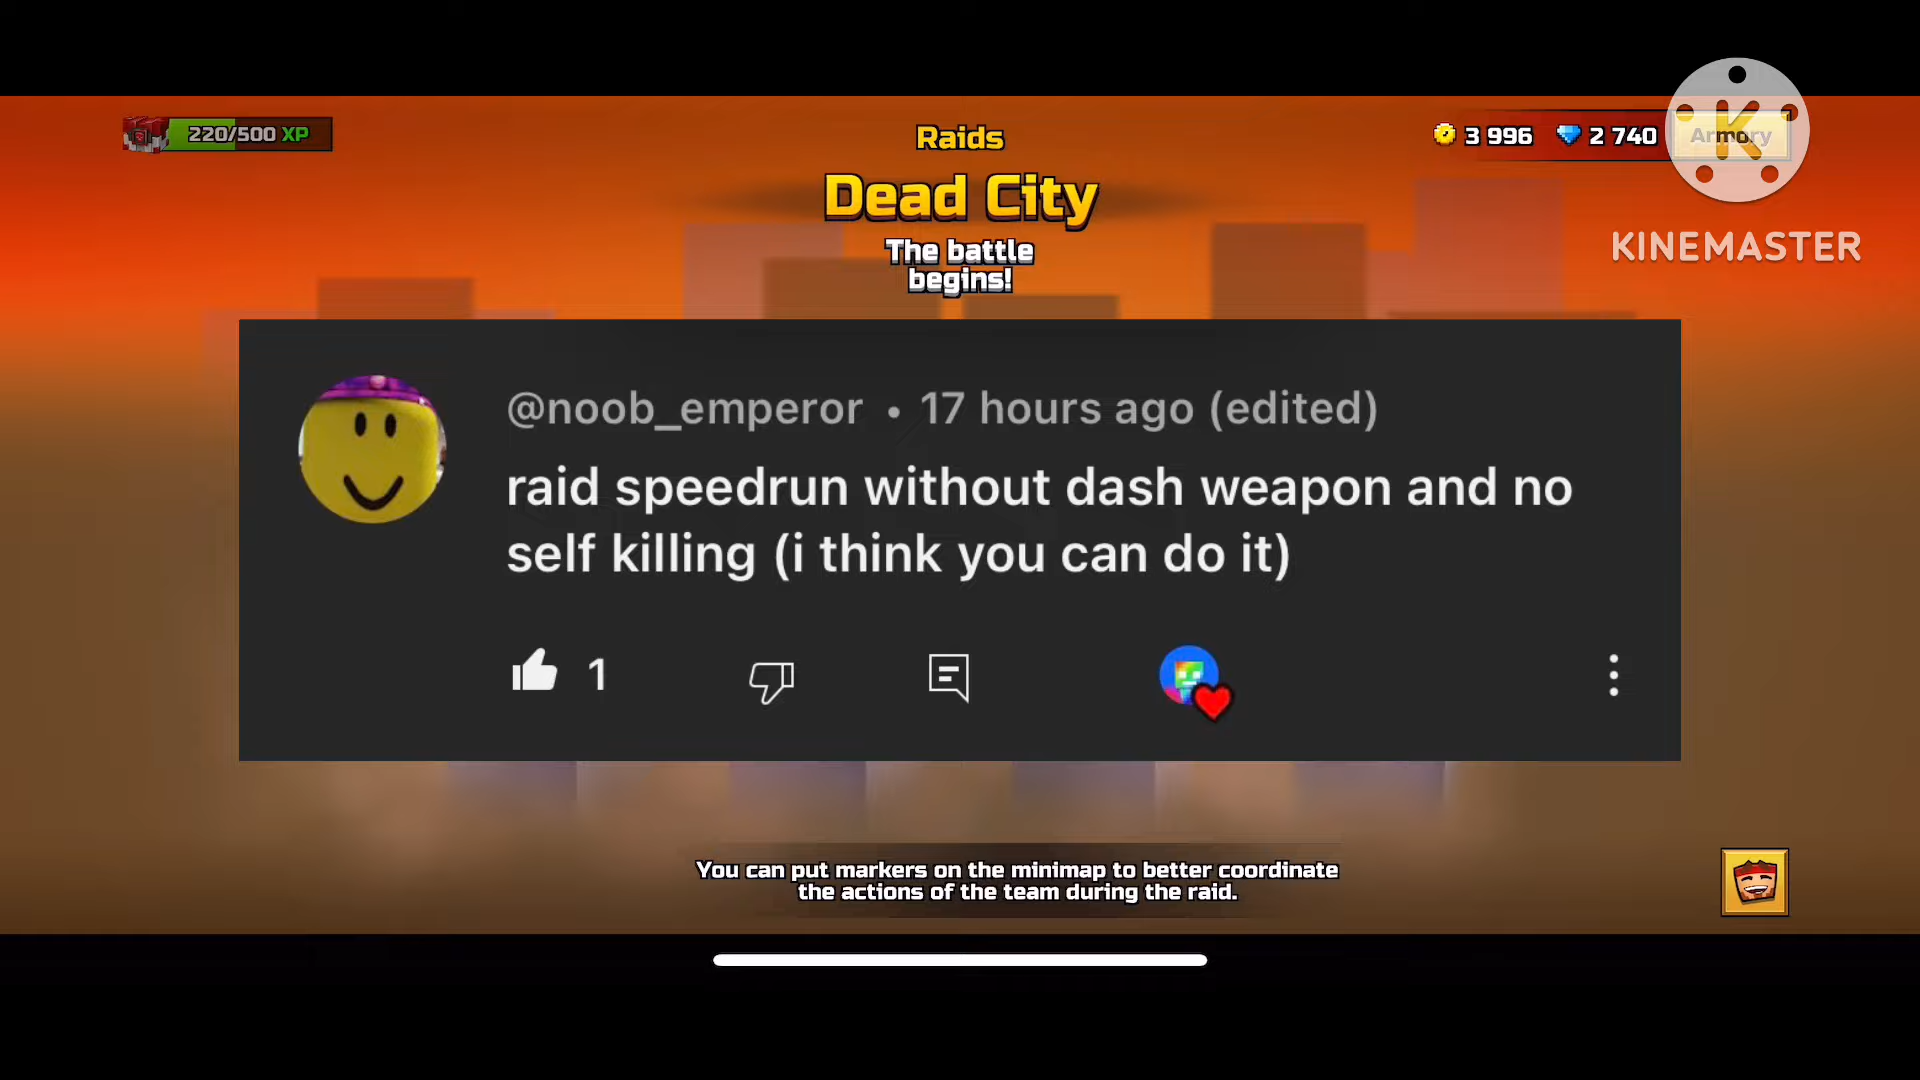 220/500 XP
Raids
3 996
2 740
Armory
K
KINEMASTER
Dead City
The battle
begins!
@noob_emperor • 17 hours ago (edited)
raid speedrun without dash weapon and no
self killing (i think you can do it)
1
You can put markers on the minimap to better coordinate
the actions of the team during the raid.